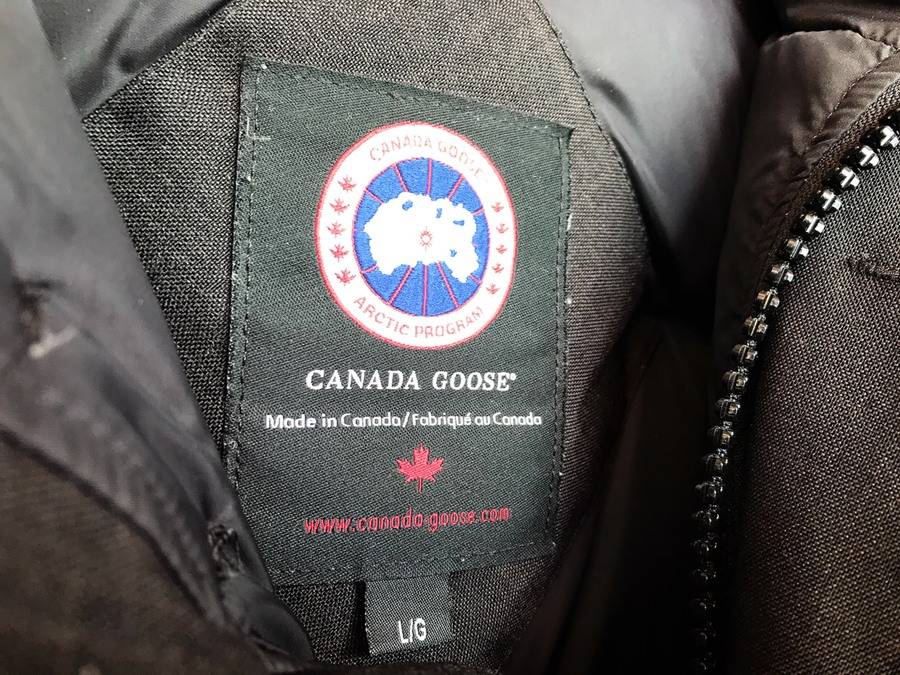 CANADA GOOSE
ARCTIC PROGRAM
CANADA GOOSE®
Made in Canada/Fabriqué au Canada
www.canada-goose.com
L/G